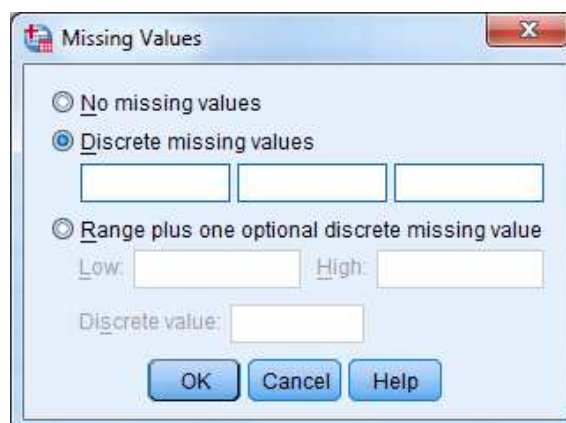 Missing Values
No missing values
Discrete missing values
Range plus one optional discrete missing value
Low: High:
Discrete value:
OK Cancel Help